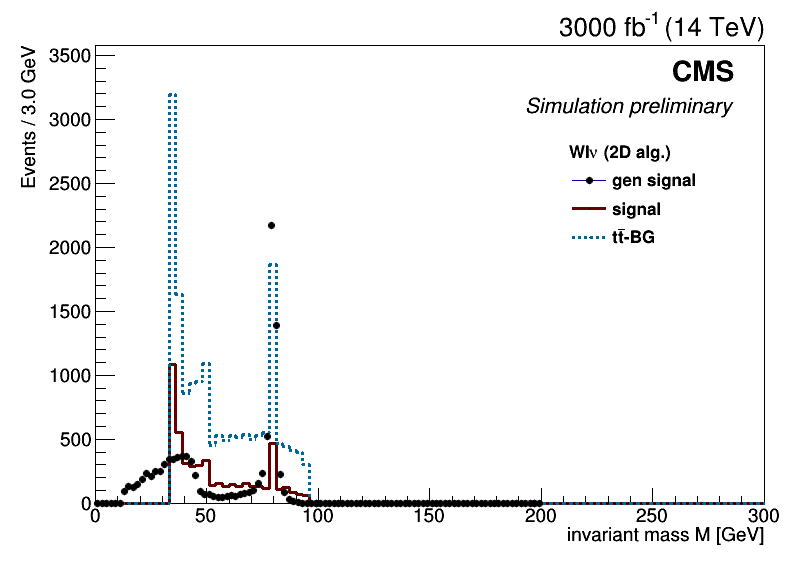 3000 fb⁻¹ (14 TeV)
Events / 3.0 GeV
3500
3000
2500
2000
1500
1000
500
0
CMS
Simulation preliminary
Wlν (2D alg.)
gen signal
signal
tt̄-BG
0 50 100 150 200 250 300
invariant mass M [GeV]